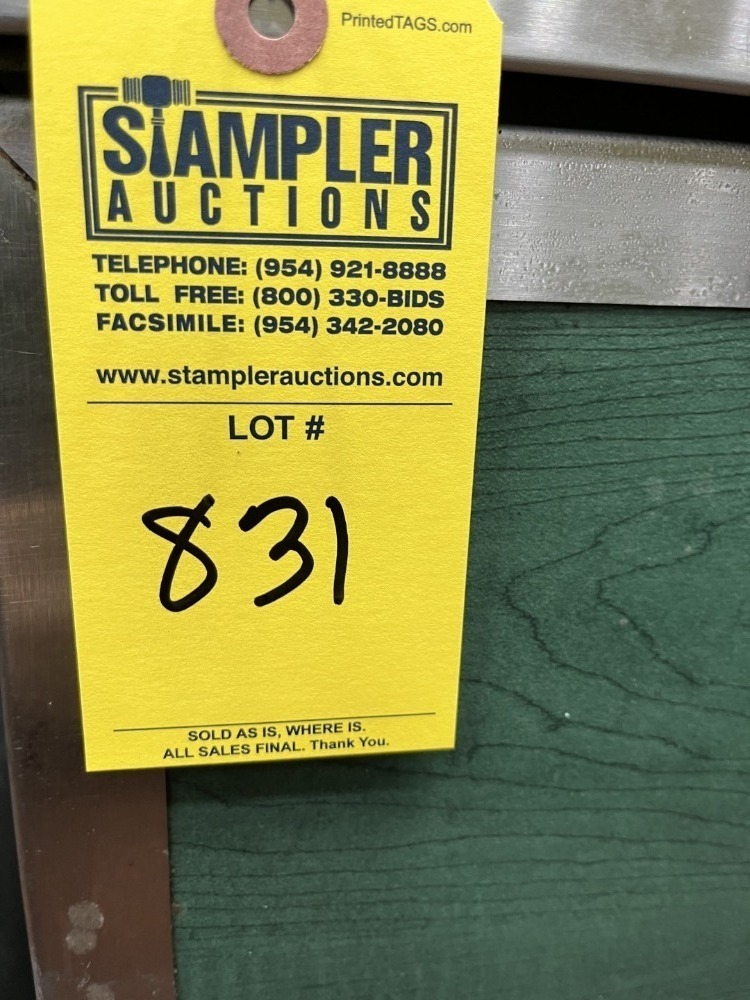 PrintedTAGS.com
STAMPLER
AUCTIONS
TELEPHONE: (954) 921-8888
TOLL FREE: (800) 330-BIDS
FACSIMILE: (954) 342-2080
www.stamplerauctions.com
LOT #
831
SOLD AS IS, WHERE IS.
ALL SALES FINAL. Thank You.